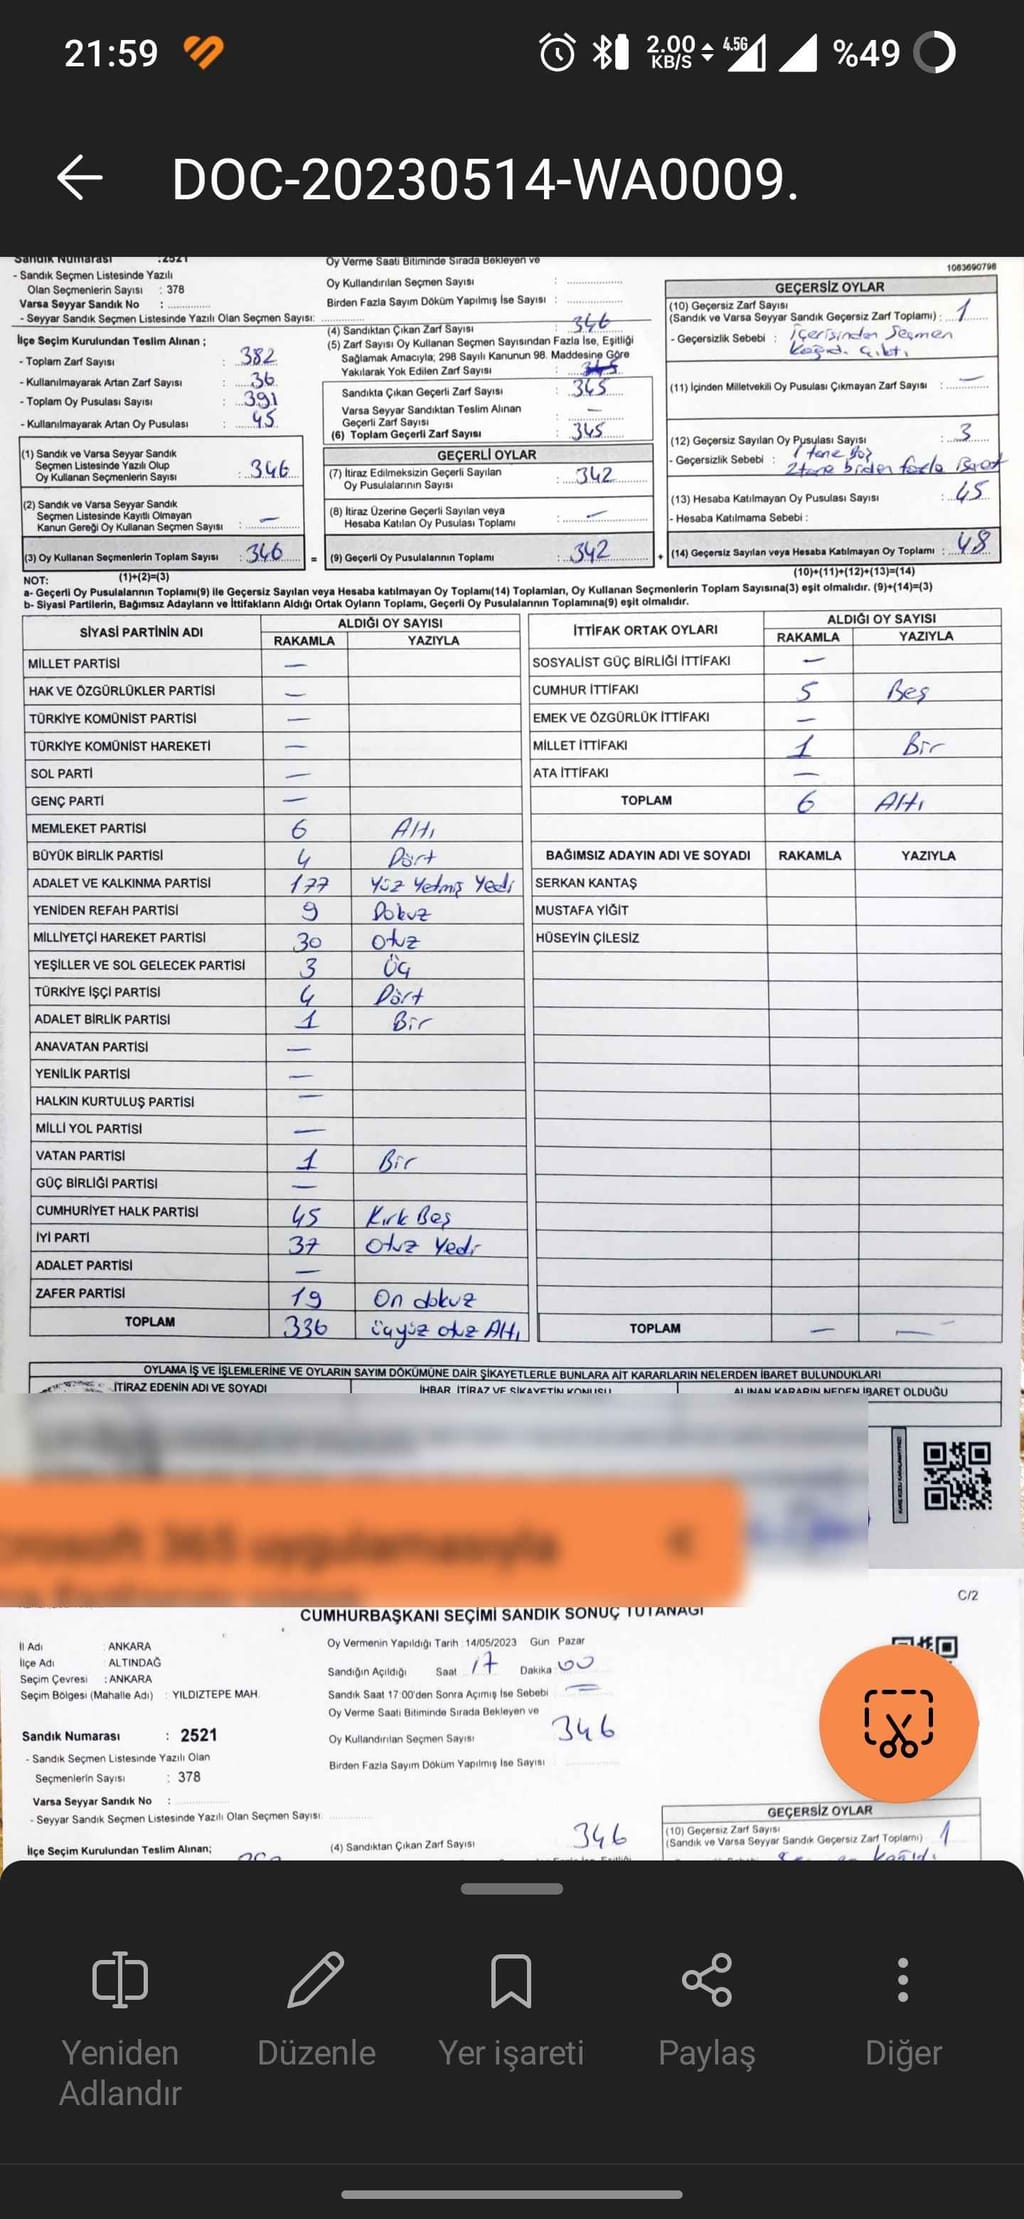 21:59 2.00 KB/S 4.5G %49
DOC-20230514-WA0009.
Sandık Numarası :2521
- Sandık Seçmen Listesinde Yazılı
Olan Seçmenlerin Sayısı : 378
Varsa Seyyar Sandık No :
- Seyyar Sandık Seçmen Listesinde Yazılı Olan Seçmen Sayısı:
İlçe Seçim Kurulundan Teslim Alınan ;
- Toplam Zarf Sayısı : 382
- Kullanılmayarak Artan Zarf Sayısı : 36
- Toplam Oy Pusulası Sayısı : 391
- Kullanılmayarak Artan Oy Pusulası : 45
(1) Sandık ve Varsa Seyyar Sandık
Seçmen Listesinde Yazılı Olup
Oy Kullanan Seçmenlerin Sayısı : 346
(2) Sandık ve Varsa Seyyar Sandık
Seçmen Listesinde Kayıtlı Olmayan
Kanun Gereği Oy Kullanan Seçmen Sayısı : —
(3) Oy Kullanan Seçmenlerin Toplam Sayısı : 346 =
Oy Verme Saati Bitiminde Sırada Bekleyen ve
Oy Kullandırılan Seçmen Sayısı :
Birden Fazla Sayım Döküm Yapılmış İse Sayısı :
(4) Sandıktan Çıkan Zarf Sayısı : 346
(5) Zarf Sayısı Oy Kullanan Seçmen Sayısından Fazla İse, Eşitliği
Sağlamak Amacıyla; 298 Sayılı Kanunun 98. Maddesine Göre
Yakılarak Yok Edilen Zarf Sayısı :
Sandıkta Çıkan Geçerli Zarf Sayısı : 345
Varsa Seyyar Sandıktan Teslim Alınan
Geçerli Zarf Sayısı : —
(6) Toplam Geçerli Zarf Sayısı : 345
GEÇERLİ OYLAR
(7) İtiraz Edilmeksizin Geçerli Sayılan
Oy Pusulalarının Sayısı : 342
(8) İtiraz Üzerine Geçerli Sayılan veya
Hesaba Katılan Oy Pusulası Toplamı : —
(9) Geçerli Oy Pusulalarının Toplamı : 342 +
1083690798
GEÇERSİZ OYLAR
(10) Geçersiz Zarf Sayısı
(Sandık ve Varsa Seyyar Sandık Geçersiz Zarf Toplamı) : 1
- Geçersizlik Sebebi : İçerisinden Seçmen
Kağıdı Çıktı
(11) İçinden Milletvekili Oy Pusulası Çıkmayan Zarf Sayısı : —
(12) Geçersiz Sayılan Oy Pusulası Sayısı : 3
- Geçersizlik Sebebi : 1 tane boş
2 tane birden fazla
(13) Hesaba Katılmayan Oy Pusulası Sayısı : 45
- Hesaba Katılmama Sebebi :
(14) Geçersiz Sayılan veya Hesaba Katılmayan Oy Toplamı : 48
NOT: (1)+(2)=(3) (10)+(11)+(12)+(13)=(14)
a- Geçerli Oy Pusulalarının Toplamı(9) ile Geçersiz Sayılan veya Hesaba katılmayan Oy Toplamı(14) Toplamları, Oy Kullanan Seçmenlerin Toplam Sayısına(3) eşit olmalıdır. (9)+(14)=(3)
b- Siyasi Partilerin, Bağımsız Adayların ve İttifakların Aldığı Ortak Oyların Toplamı, Geçerli Oy Pusulalarının Toplamına(9) eşit olmalıdır.
SİYASİ PARTİNİN ADI ALDIĞI OY SAYISI
RAKAMLA YAZIYLA
MİLLET PARTİSİ —
HAK VE ÖZGÜRLÜKLER PARTİSİ —
TÜRKİYE KOMÜNİST PARTİSİ —
TÜRKİYE KOMÜNİST HAREKETİ —
SOL PARTİ —
GENÇ PARTİ —
MEMLEKET PARTİSİ 6 Altı
BÜYÜK BİRLİK PARTİSİ 4 Dört
ADALET VE KALKINMA PARTİSİ 177 Yüz Yetmiş Yedi
YENİDEN REFAH PARTİSİ 9 Dokuz
MİLLİYETÇİ HAREKET PARTİSİ 30 Otuz
YEŞİLLER VE SOL GELECEK PARTİSİ 3 Üç
TÜRKİYE İŞÇİ PARTİSİ 4 Dört
ADALET BİRLİK PARTİSİ 1 Bir
ANAVATAN PARTİSİ —
YENİLİK PARTİSİ —
HALKIN KURTULUŞ PARTİSİ —
MİLLİ YOL PARTİSİ —
VATAN PARTİSİ 1 Bir
GÜÇ BİRLİĞİ PARTİSİ —
CUMHURİYET HALK PARTİSİ 45 Kırk Beş
İYİ PARTİ 37 Otuz Yedi
ADALET PARTİSİ —
ZAFER PARTİSİ 19 On dokuz
TOPLAM 336 üçyüz otuz Altı
İTTİFAK ORTAK OYLARI ALDIĞI OY SAYISI
RAKAMLA YAZIYLA
SOSYALİST GÜÇ BİRLİĞİ İTTİFAKI —
CUMHUR İTTİFAKI 5 Beş
EMEK VE ÖZGÜRLÜK İTTİFAKI —
MİLLET İTTİFAKI 1 Bir
ATA İTTİFAKI —
TOPLAM 6 Altı
BAĞIMSIZ ADAYIN ADI VE SOYADI RAKAMLA YAZIYLA
SERKAN KANTAŞ
MUSTAFA YİĞİT
HÜSEYİN ÇİLESİZ
TOPLAM — —
OYLAMA İŞ VE İŞLEMLERİNE VE OYLARIN SAYIM DÖKÜMÜNE DAİR ŞİKAYETLERLE BUNLARA AİT KARARLARIN NELERDEN İBARET BULUNDUKLARI
İTİRAZ EDENİN ADI VE SOYADI İHBAR, İTİRAZ VE ŞİKAYETİN KONUSU ALINAN KARARIN NEDEN İBARET OLDUĞU
crosoft 365 uygulamasıyla
C/2
CUMHURBAŞKANI SEÇİMİ SANDIK SONUÇ TUTANAĞI
İl Adı : ANKARA
İlçe Adı : ALTINDAĞ
Seçim Çevresi : ANKARA
Seçim Bölgesi (Mahalle Adı) : YILDIZTEPE MAH.
Sandık Numarası : 2521
- Sandık Seçmen Listesinde Yazılı Olan
Seçmenlerin Sayısı : 378
Varsa Seyyar Sandık No :
- Seyyar Sandık Seçmen Listesinde Yazılı Olan Seçmen Sayısı:
İlçe Seçim Kurulundan Teslim Alınan;
Oy Vermenin Yapıldığı Tarih :14/05/2023 Gün : Pazar
Sandığın Açıldığı Saat 17 Dakika 00
Sandık Saat 17:00'den Sonra Açımış İse Sebebi
Oy Verme Saati Bitiminde Sırada Bekleyen ve
Oy Kullandırılan Seçmen Sayısı : 346
Birden Fazla Sayım Döküm Yapılmış İse Sayısı :
(4) Sandıktan Çıkan Zarf Sayısı : 346
GEÇERSİZ OYLAR
(10) Geçersiz Zarf Sayısı
(Sandık ve Varsa Seyyar Sandık Geçersiz Zarf Toplamı) : 1
Yeniden Adlandır
Düzenle
Yer işareti
Paylaş
Diğer